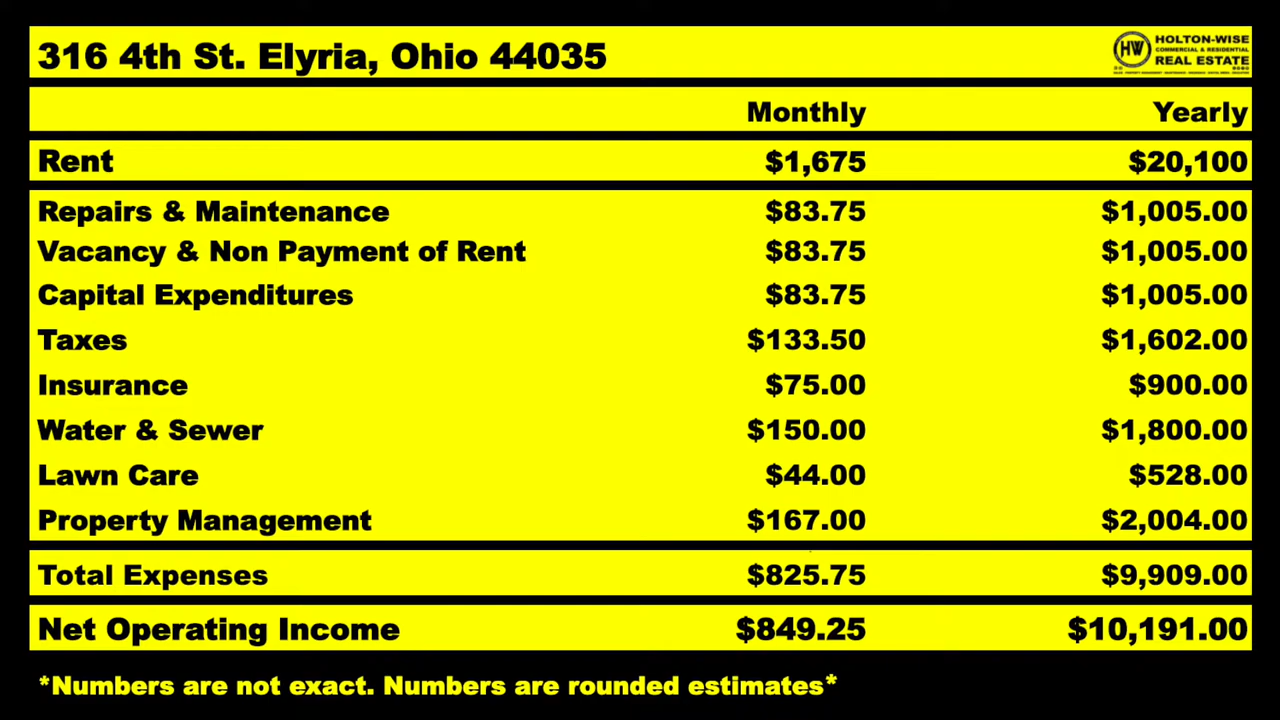 316 4th St. Elyria, Ohio 44035
HOLTON-WISE
COMMERCIAL & RESIDENTIAL
REAL ESTATE
HW
Monthly Yearly
Rent $1,675 $20,100
Repairs & Maintenance $83.75 $1,005.00
Vacancy & Non Payment of Rent $83.75 $1,005.00
Capital Expenditures $83.75 $1,005.00
Taxes $133.50 $1,602.00
Insurance $75.00 $900.00
Water & Sewer $150.00 $1,800.00
Lawn Care $44.00 $528.00
Property Management $167.00 $2,004.00
Total Expenses $825.75 $9,909.00
Net Operating Income $849.25 $10,191.00
*Numbers are not exact. Numbers are rounded estimates*